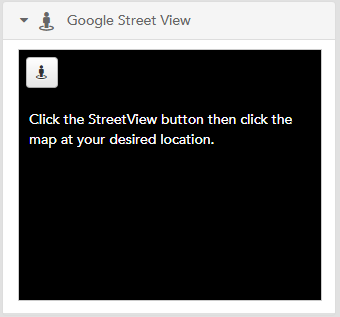 Google Street View
Click the StreetView button then click the
map at your desired location.